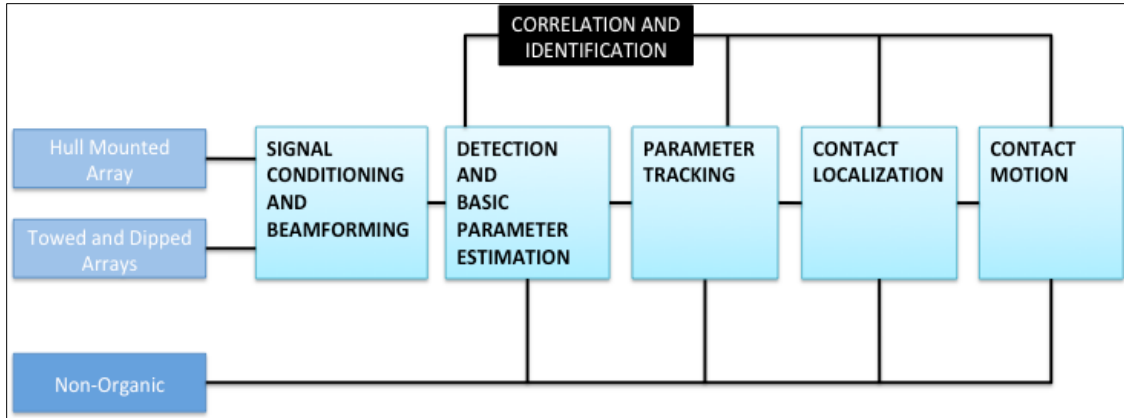 CORRELATION AND
IDENTIFICATION
Hull Mounted
Array
Towed and Dipped
Arrays
Non-Organic
SIGNAL
CONDITIONING
AND
BEAMFORMING
DETECTION
AND
BASIC
PARAMETER
ESTIMATION
PARAMETER
TRACKING
CONTACT
LOCALIZATION
CONTACT
MOTION